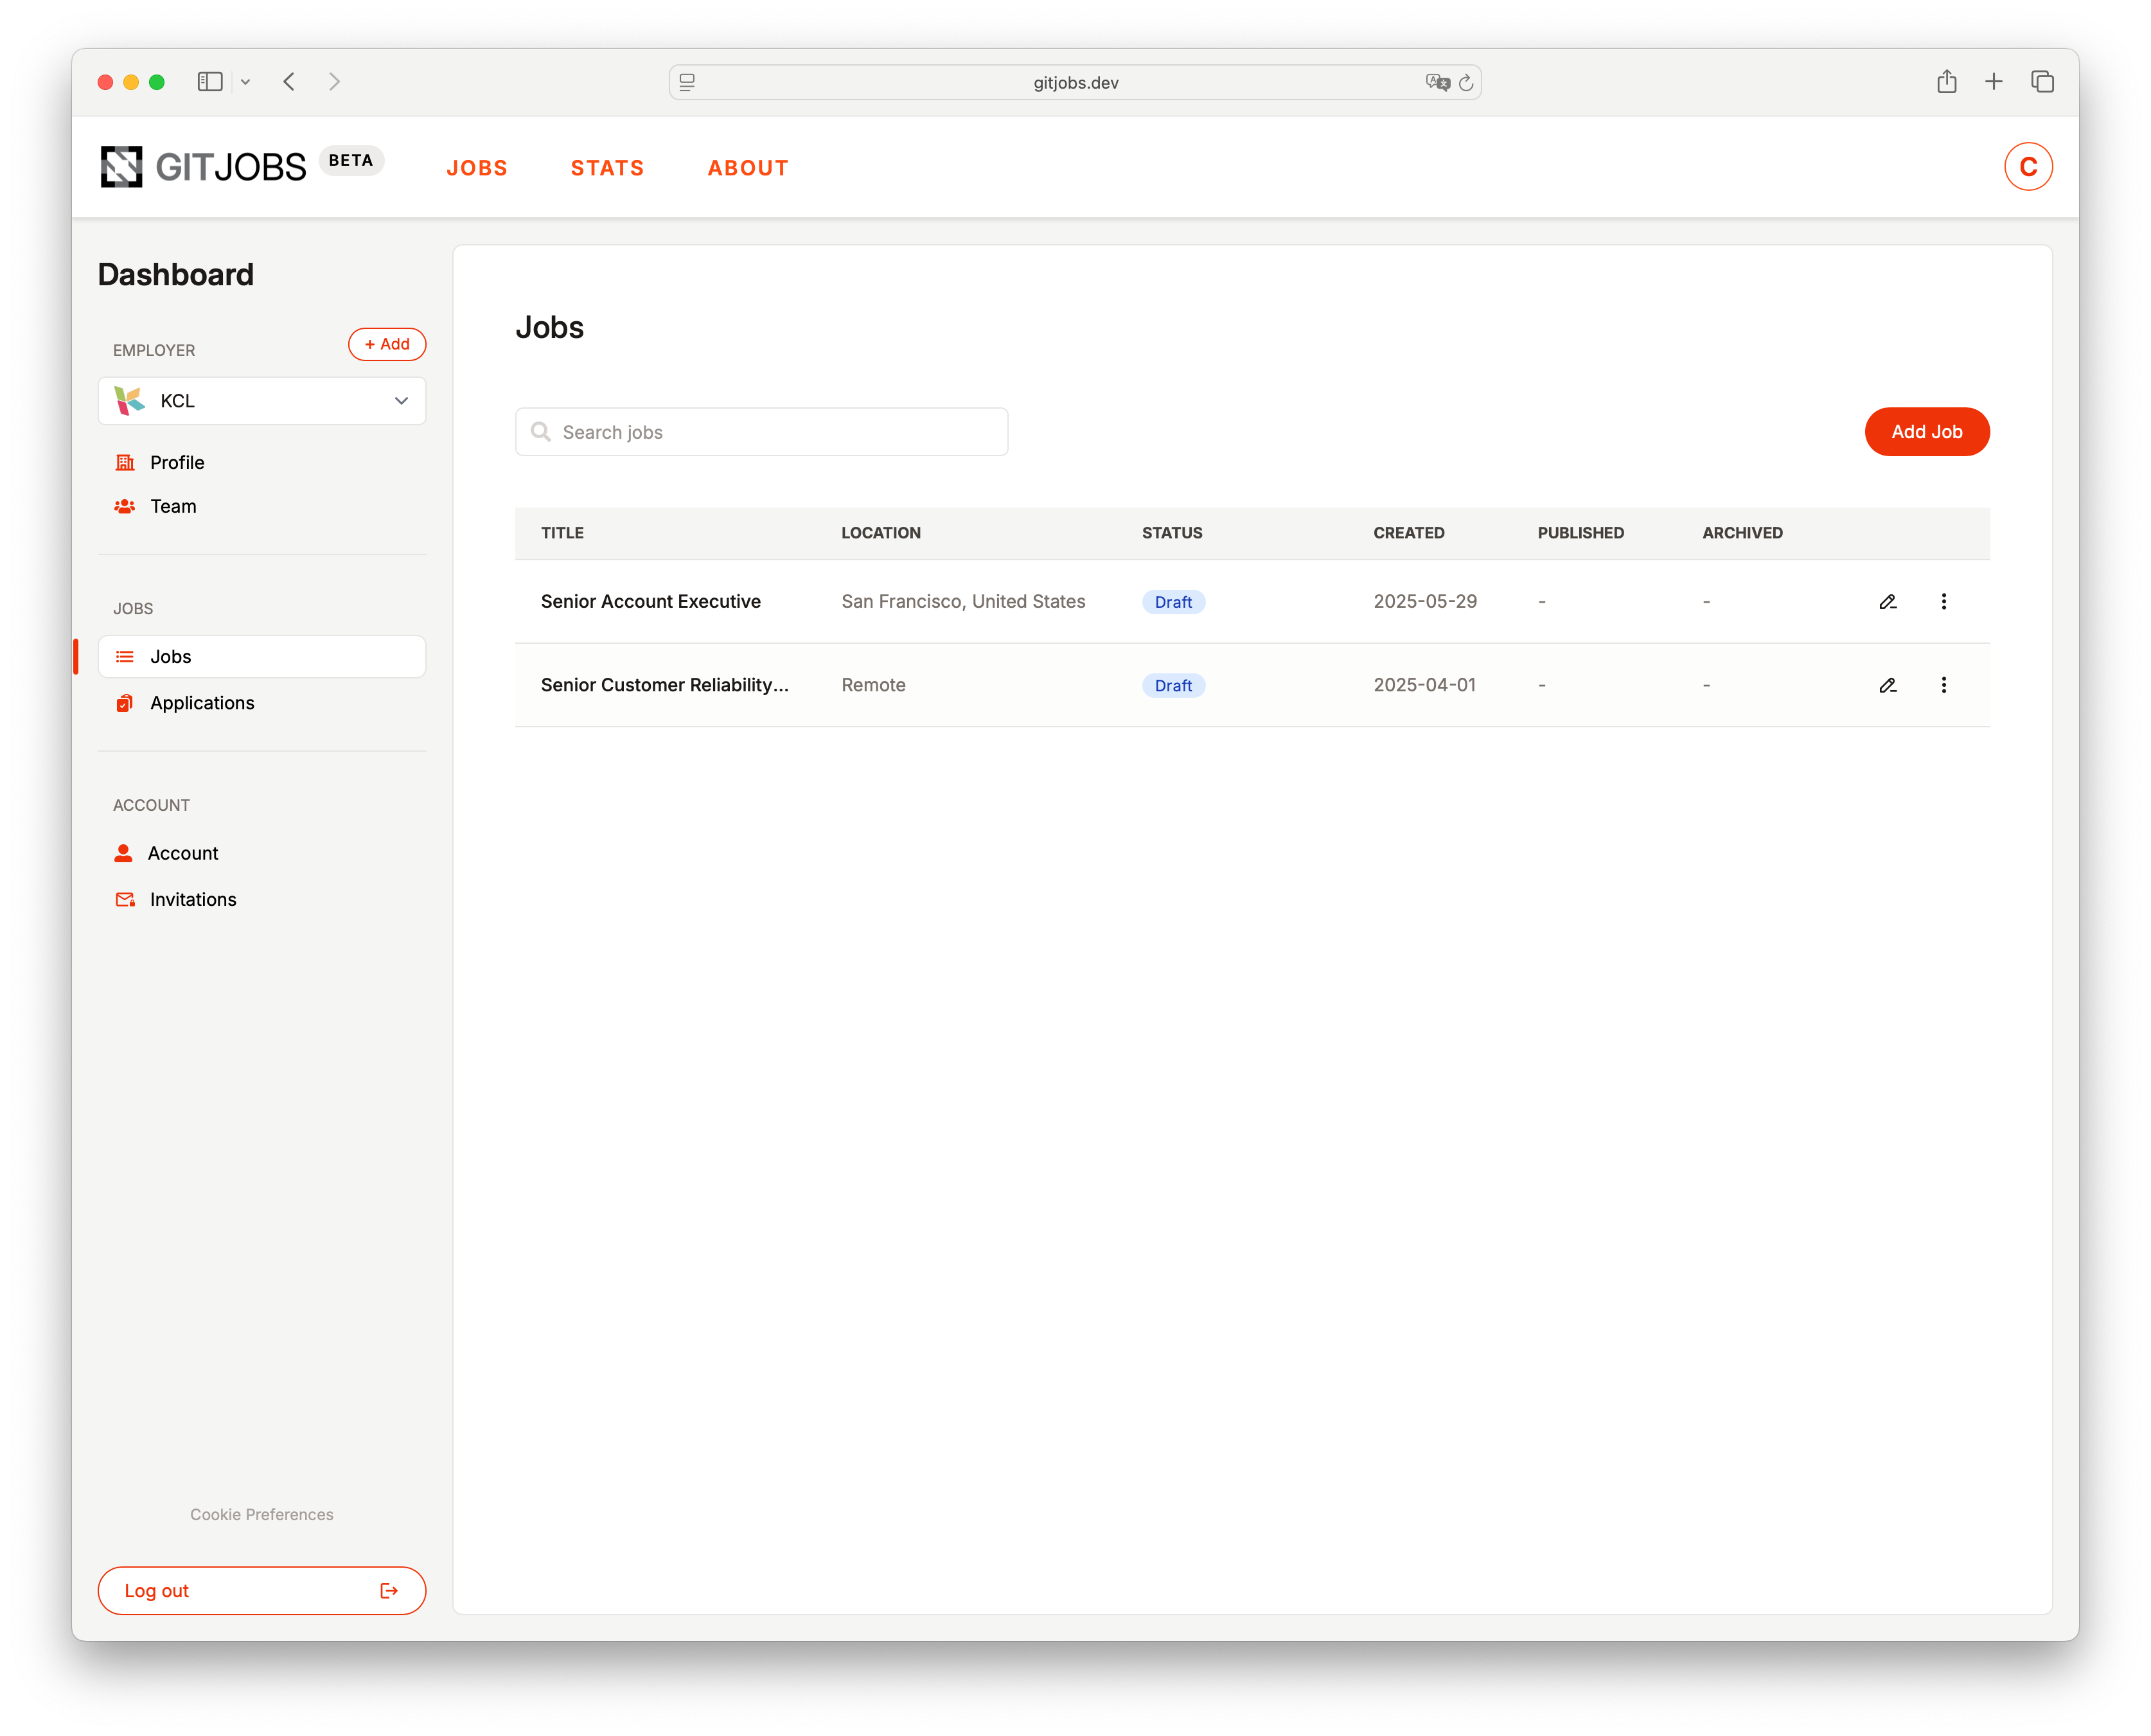 gitjobs.dev
GITJOBS BETA JOBS STATS ABOUT C
Dashboard
EMPLOYER + Add
KCL
Profile
Team
JOBS
Jobs
Applications
ACCOUNT
Account
Invitations
Cookie Preferences
Log out
Jobs
Search jobs
Add Job
TITLE LOCATION STATUS CREATED PUBLISHED ARCHIVED
Senior Account Executive San Francisco, United States Draft 2025-05-29 - -
Senior Customer Reliability... Remote Draft 2025-04-01 - -